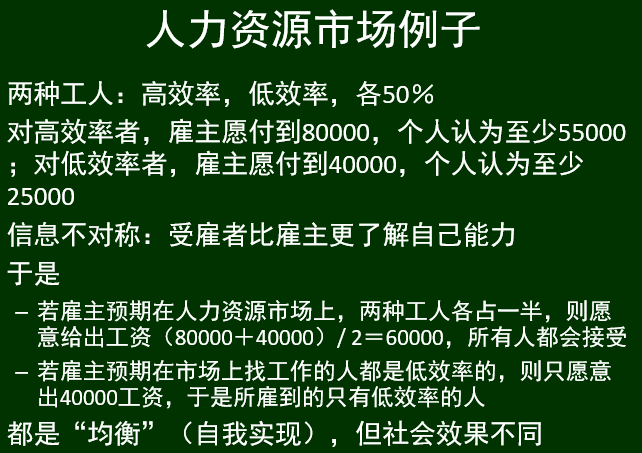 人力资源市场例子
两种工人：高效率，低效率，各50%
对高效率者，雇主愿付到80000，个人认为至少55000
；对低效率者，雇主愿付到40000，个人认为至少
25000
信息不对称：受雇者比雇主更了解自己能力
于是
– 若雇主预期在人力资源市场上，两种工人各占一半，则愿
意给出工资（80000＋40000）/ 2＝60000，所有人都会接受
– 若雇主预期在市场上找工作的人都是低效率的，则只愿意
出40000工资，于是所雇到的只有低效率的人
都是“均衡”（自我实现），但社会效果不同